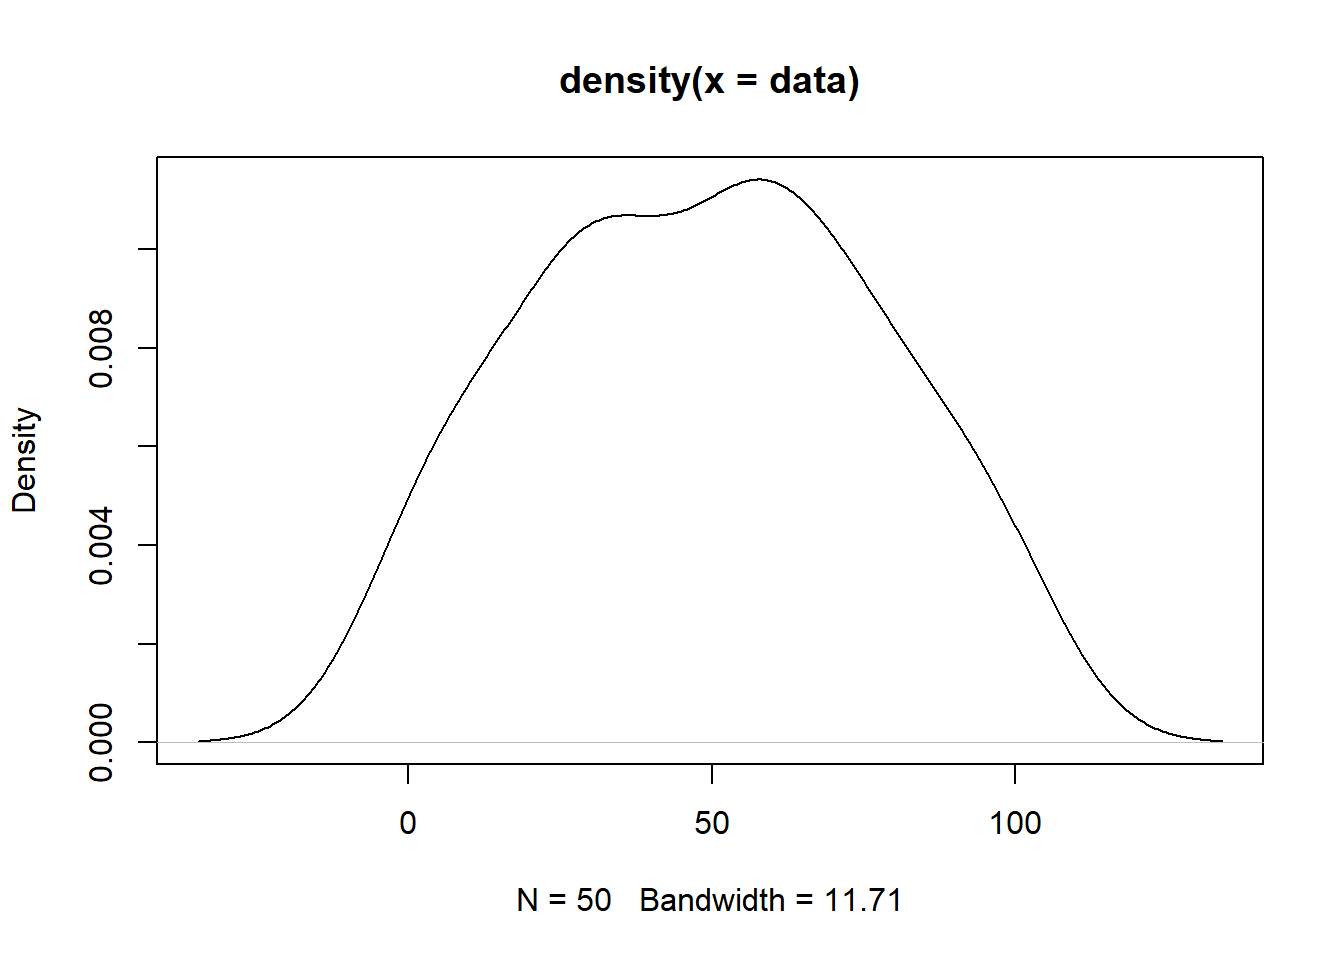 density(x = data)
Density
0.008
0.004
0.000
0 50 100
N = 50 Bandwidth = 11.71